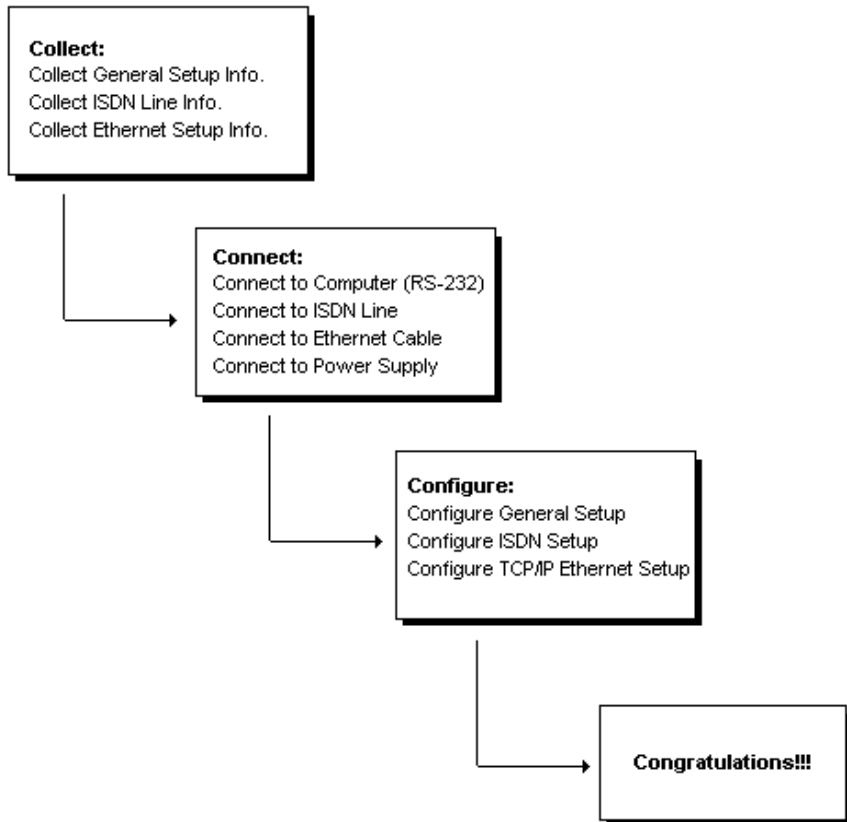 Collect:
Collect General Setup Info.
Collect ISDN Line Info.
Collect Ethernet Setup Info.
Connect:
Connect to Computer (RS-232)
Connect to ISDN Line
Connect to Ethernet Cable
Connect to Power Supply
Configure:
Configure General Setup
Configure ISDN Setup
Configure TCP/IP Ethernet Setup
Congratulations!!!